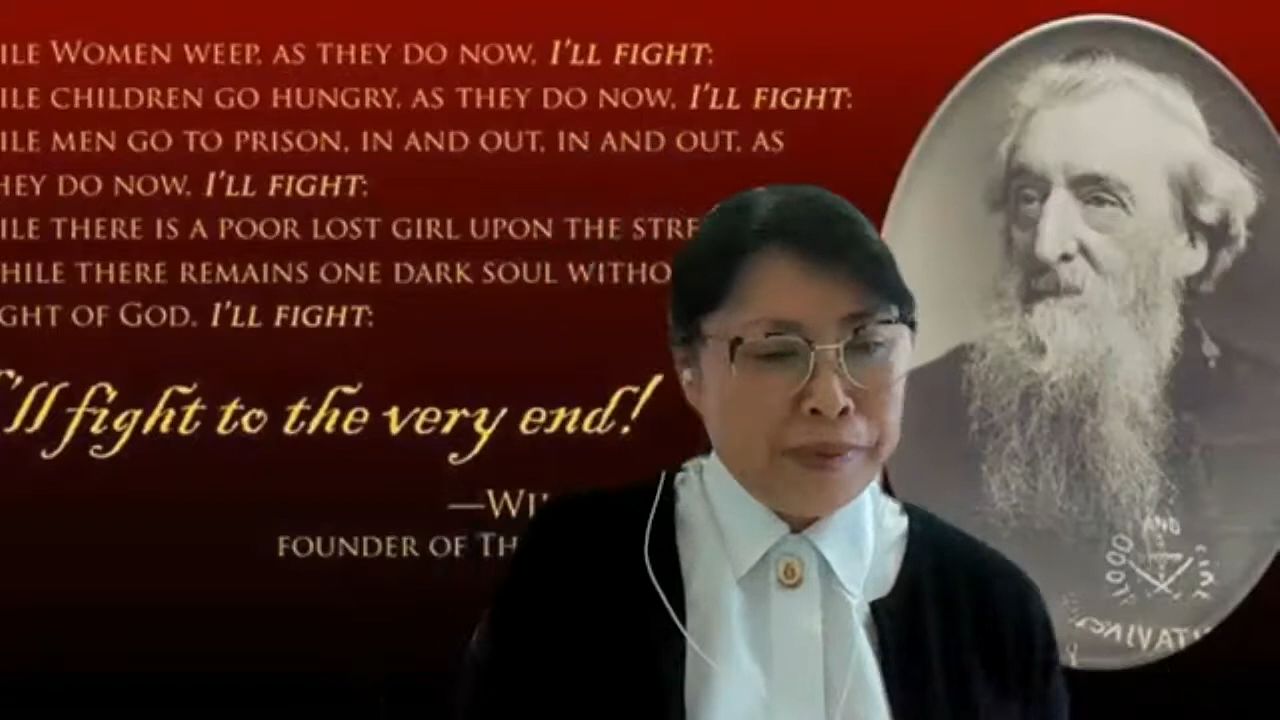 ILE WOMEN WEEP, AS THEY DO NOW, I'LL FIGHT;
ILE CHILDREN GO HUNGRY, AS THEY DO NOW, I'LL FIGHT;
ILE MEN GO TO PRISON, IN AND OUT, IN AND OUT, AS
HEY DO NOW, I'LL FIGHT;
ILE THERE IS A POOR LOST GIRL UPON THE STRE
HILE THERE REMAINS ONE DARK SOUL WITHO
GHT OF GOD, I'LL FIGHT;
I'll fight to the very end!
—WI
FOUNDER OF TH
AND